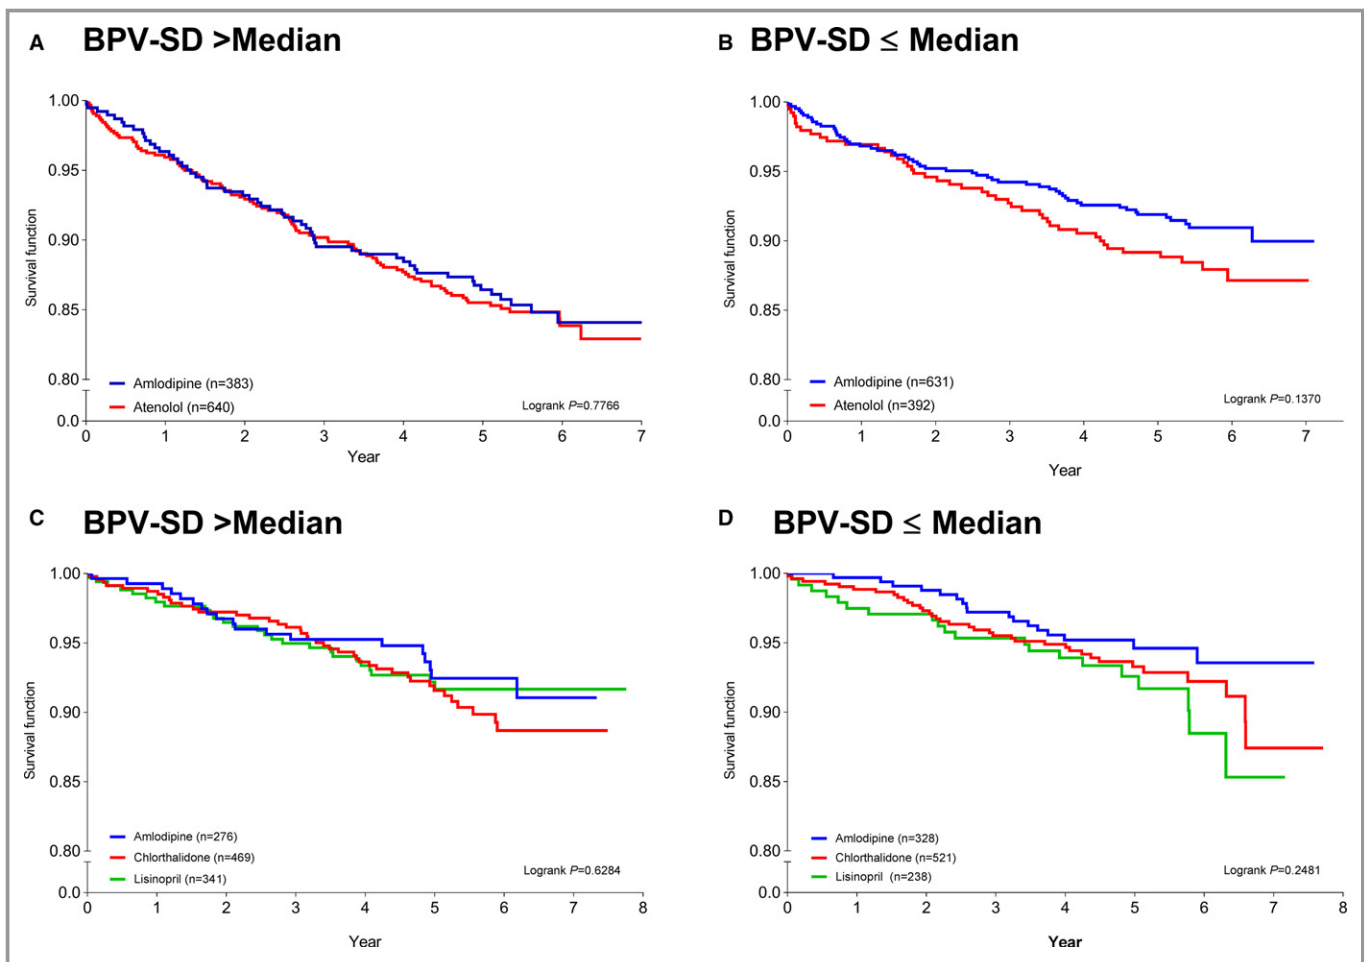 A BPV-SD >Median
1.00
0.95
0.90
0.85
0.80
0.0
Survival function
Amlodipine (n=383)
Atenolol (n=640)
Logrank P=0.7766
0 1 2 3 4 5 6 7
Year
B BPV-SD ≤ Median
1.00
0.95
0.90
0.85
0.80
0.0
Survival function
Amlodipine (n=631)
Atenolol (n=392)
Logrank P=0.1370
0 1 2 3 4 5 6 7
Year
C BPV-SD >Median
1.00
0.95
0.90
0.85
0.80
0.0
Survival function
Amlodipine (n=276)
Chlorthalidone (n=469)
Lisinopril (n=341)
Logrank P=0.6284
0 1 2 3 4 5 6 7 8
Year
D BPV-SD ≤ Median
1.00
0.95
0.90
0.85
0.80
0.0
Survival function
Amlodipine (n=328)
Chlorthalidone (n=521)
Lisinopril (n=238)
Logrank P=0.2481
0 1 2 3 4 5 6 7 8
Year